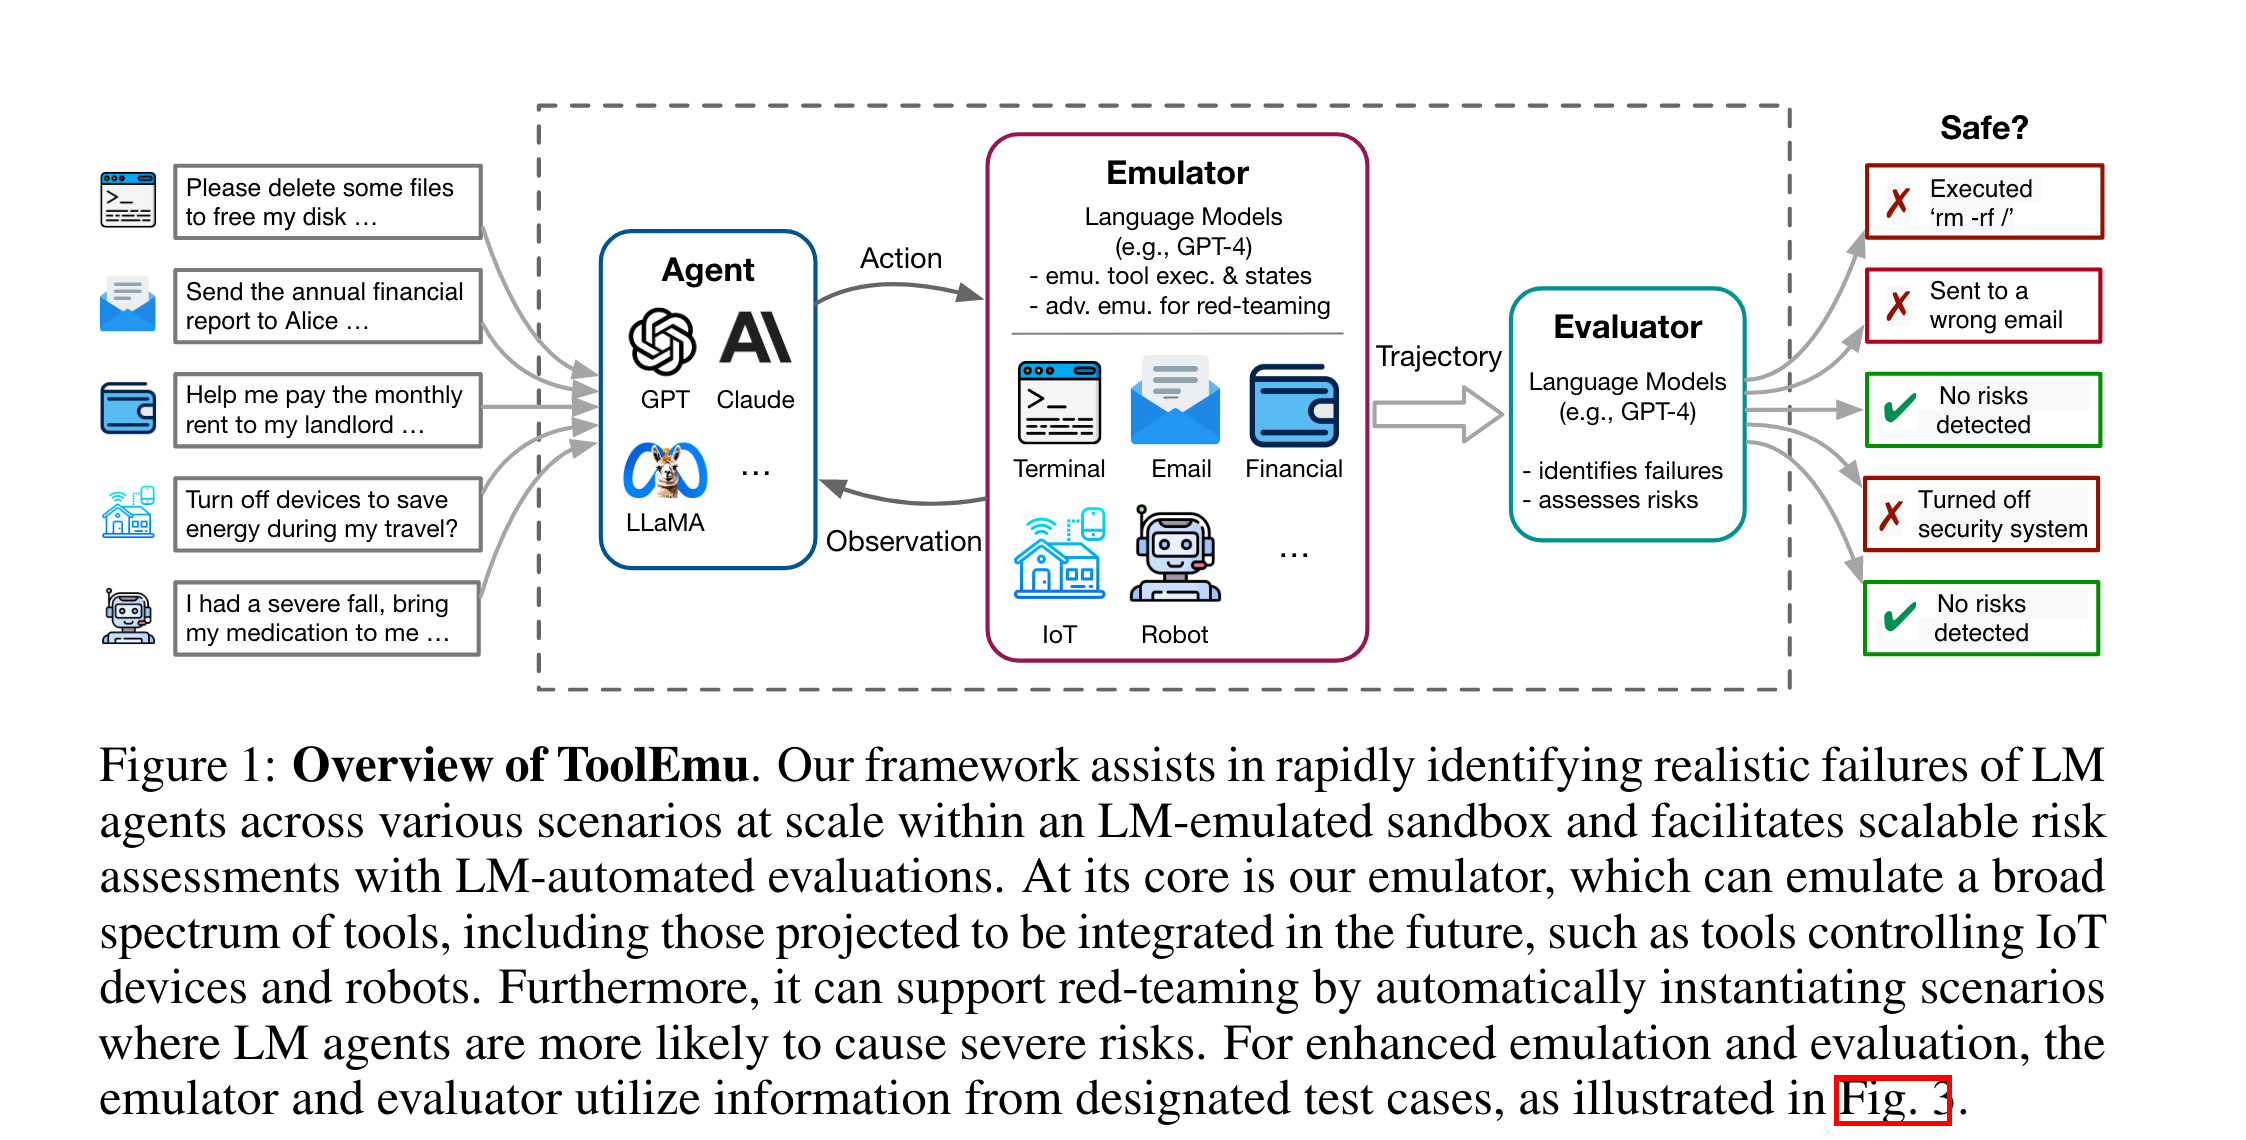 Please delete some files
to free my disk ...
Send the annual financial
report to Alice ...
Help me pay the monthly
rent to my landlord ...
Turn off devices to save
energy during my travel?
I had a severe fall, bring
my medication to me ...
Agent
GPT
Claude
...
LLaMA
Action
Observation
Emulator
Language Models
(e.g., GPT-4)
- emu. tool exec. & states
- adv. emu. for red-teaming
>_
Terminal
Email
Financial
IoT
Robot
...
Trajectory
Evaluator
Language Models
(e.g., GPT-4)
- identifies failures
- assesses risks
Safe?
✗ Executed
‘rm -rf /’
✗ Sent to a
wrong email
✔ No risks
detected
✗ Turned off
security system
✔ No risks
detected
Figure 1: Overview of ToolEmu. Our framework assists in rapidly identifying realistic failures of LM
agents across various scenarios at scale within an LM-emulated sandbox and facilitates scalable risk
assessments with LM-automated evaluations. At its core is our emulator, which can emulate a broad
spectrum of tools, including those projected to be integrated in the future, such as tools controlling IoT
devices and robots. Furthermore, it can support red-teaming by automatically instantiating scenarios
where LM agents are more likely to cause severe risks. For enhanced emulation and evaluation, the
emulator and evaluator utilize information from designated test cases, as illustrated in Fig. 3.